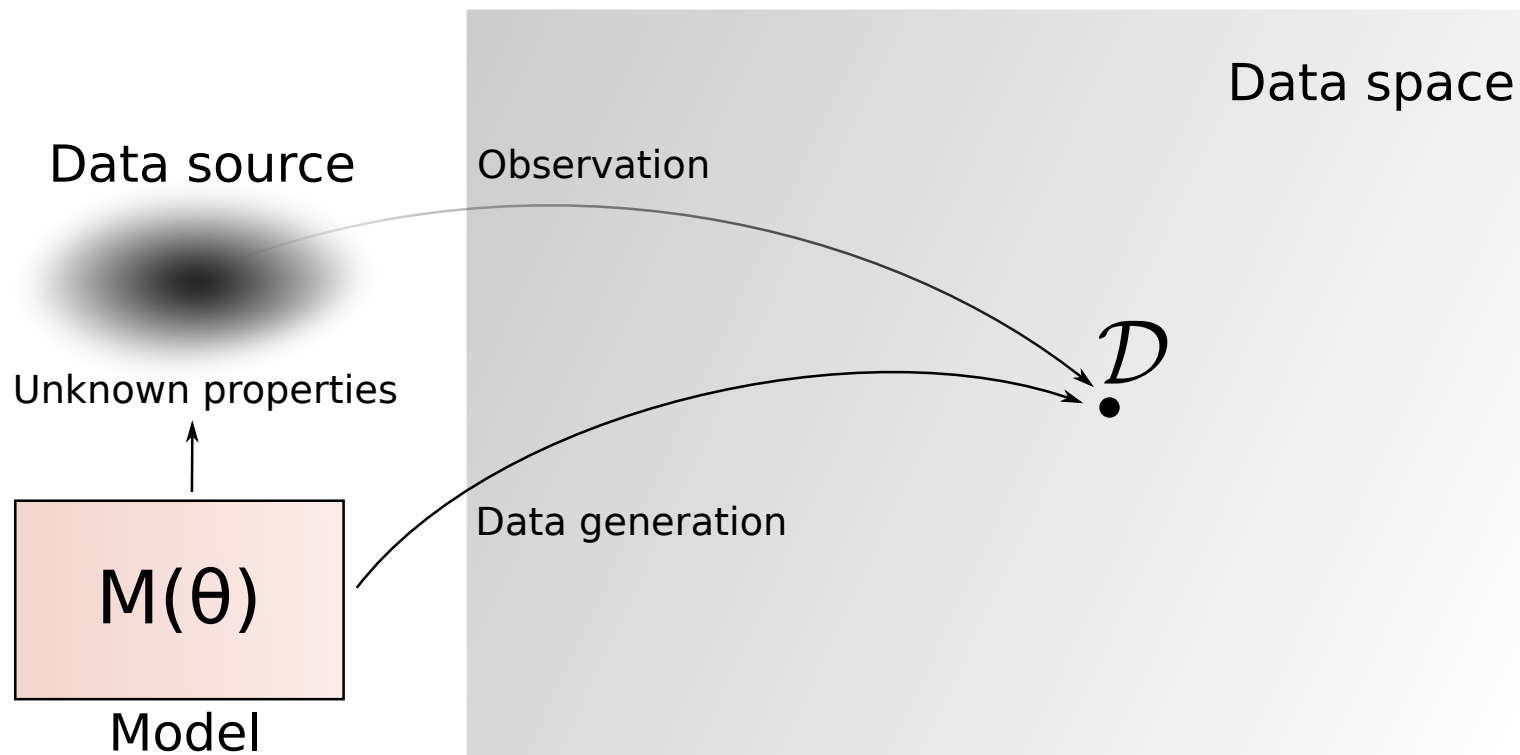 Data space
Data source
Observation
𝒟
Unknown properties
Data generation
M(θ)
Model